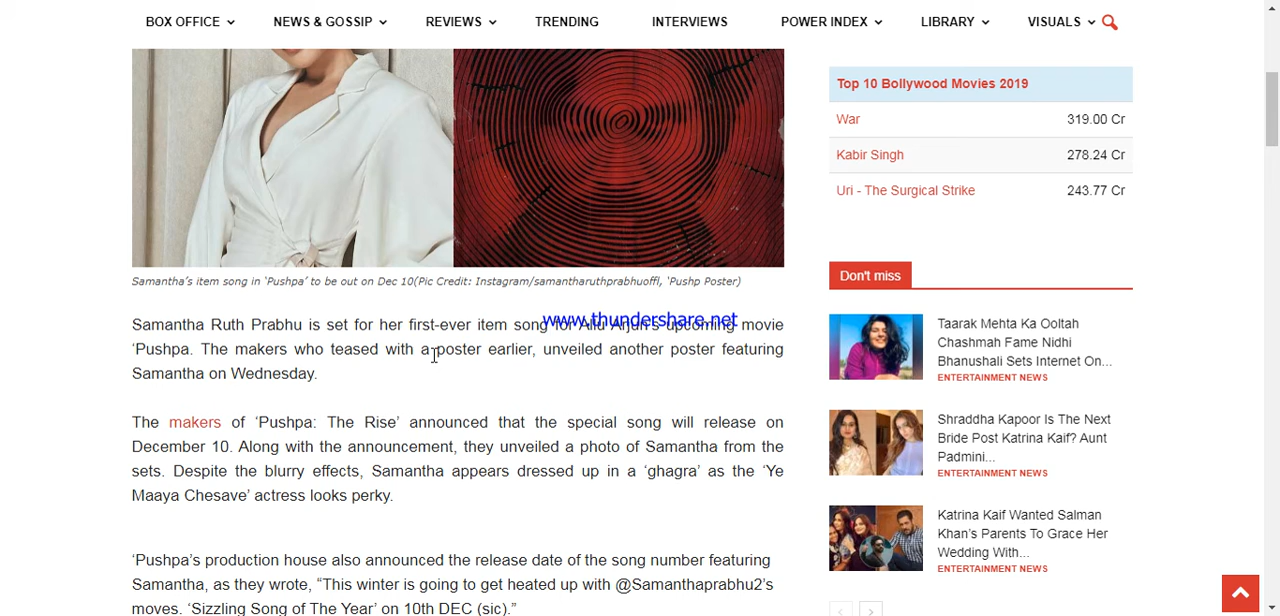 BOX OFFICE NEWS & GOSSIP REVIEWS TRENDING INTERVIEWS POWER INDEX LIBRARY VISUALS
Samantha's item song in 'Pushpa' to be out on Dec 10(Pic Credit: Instagram/samantharuthprabhuoffl, 'Pushp Poster)
Samantha Ruth Prabhu is set for her first-ever item song for Allu Arjun's upcoming movie
'Pushpa. The makers who teased with a poster earlier, unveiled another poster featuring
Samantha on Wednesday.
www.thundershare.net
The makers of 'Pushpa: The Rise' announced that the special song will release on
December 10. Along with the announcement, they unveiled a photo of Samantha from the
sets. Despite the blurry effects, Samantha appears dressed up in a 'ghagra' as the 'Ye
Maaya Chesave' actress looks perky.
'Pushpa's production house also announced the release date of the song number featuring
Samantha, as they wrote, "This winter is going to get heated up with @Samanthaprabhu2's
moves. 'Sizzling Song of The Year' on 10th DEC (sic)."
Top 10 Bollywood Movies 2019
War 319.00 Cr
Kabir Singh 278.24 Cr
Uri - The Surgical Strike 243.77 Cr
Don't miss
Taarak Mehta Ka Ooltah
Chashmah Fame Nidhi
Bhanushali Sets Internet On...
ENTERTAINMENT NEWS
Shraddha Kapoor Is The Next
Bride Post Katrina Kaif? Aunt
Padmini...
ENTERTAINMENT NEWS
Katrina Kaif Wanted Salman
Khan's Parents To Grace Her
Wedding With...
ENTERTAINMENT NEWS